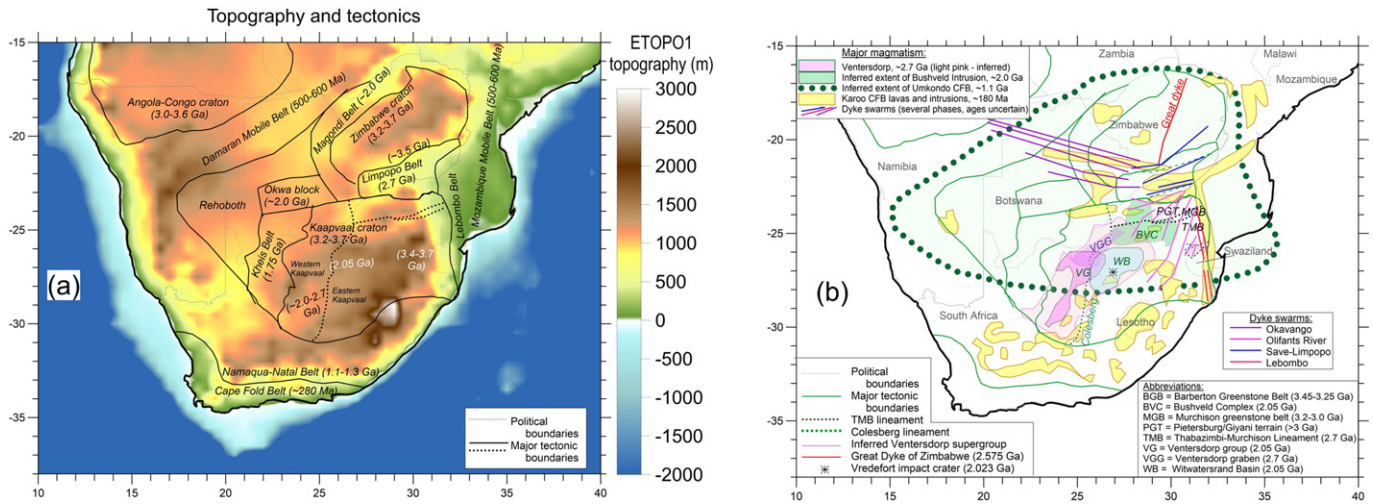 Topography and tectonics
-15
-20
-25
-30
-35
10
15
20
25
30
35
40
ETOPO1
topography (m)
3000
2500
2000
1500
1000
500
0
-500
-1000
-1500
-2000
Angola-Congo craton
(3.0-3.6 Ga)
Damaran Mobile Belt (500-600 Ma)
Magondi Belt (~2.0 Ga)
Zimbabwe craton
(3.2-3.7 Ga)
(~3.5 Ga)
Limpopo Belt
(2.7 Ga)
Mozambique Mobile Belt (500-600 Ma)
Lebombo Belt
Okwa block
(~2.0 Ga)
Rehoboth
Kaapvaal craton
(3.2-3.7 Ga)
Kheis Belt
(1.75 Ga)
Western
Kaapvaal
(2.05 Ga)
(3.4-3.7
Ga)
Eastern
Kaapvaal
(~2.0-2.7
Ga)
Namaqua-Natal Belt (1.1-1.3 Ga)
Cape Fold Belt (~280 Ma)
(a)
Political
boundaries
Major tectonic
boundaries
-15
-20
-25
-30
-35
10
15
20
25
30
35
40
Major magmatism:
Ventersdorp, ~2.7 Ga (light pink - inferred)
Inferred extent of Bushveld Intrusion, ~2.0 Ga
Inferred extent of Umkondo CFB, ~1.1 Ga
Karoo CFB lavas and intrusions, ~180 Ma
Dyke swarms (several phases, ages uncertain)
Zambia
Malawi
Mozambique
Great dyke
Zimbabwe
Namibia
Botswana
PGT
MGB
TMB
BVC
VGG
VG
WB
Swaziland
Colesberg
Lesotho
South Africa
(b)
Dyke swarms:
Okavango
Olifants River
Save-Limpopo
Lebombo
Political
boundaries
Major tectonic
boundaries
TMB lineament
Colesberg lineament
Inferred Ventersdorp supergroup
Great Dyke of Zimbabwe (2.575 Ga)
Vredefort impact crater (2.023 Ga)
Abbreviations:
BGB = Barberton Greenstone Belt (3.45-3.25 Ga)
BVC = Bushveld Complex (2.05 Ga)
MGB = Murchison greenstone belt (3.2-3.0 Ga)
PGT = Pietersburg/Giyani terrain (>3 Ga)
TMB = Thabazimbi-Murchison Lineament (2.7 Ga)
VG = Ventersdorp group (2.05 Ga)
VGG = Ventersdorp graben (2.7 Ga)
WB = Witwatersrand Basin (2.05 Ga)